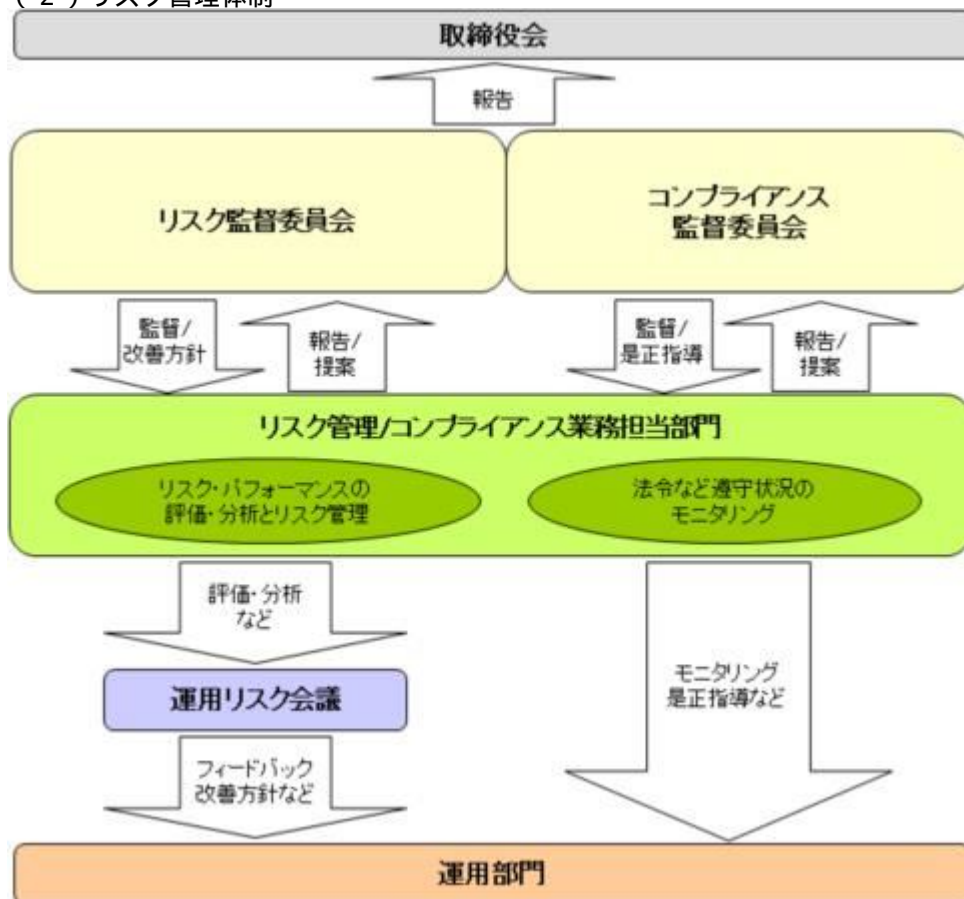 (2)リスク管理体制
取締役会
報告
リスク監督委員会
コンプライアンス
監督委員会
監督/
改善方針
報告/
提案
監督/
是正指導
報告/
提案
リスク管理/コンプライアンス業務担当部門
リスク・パフォーマンスの
評価・分析とリスク管理
法令など遵守状況の
モニタリング
評価・分析
など
運用リスク会議
モニタリング
是正指導など
フィードバック
改善方針など
運用部門